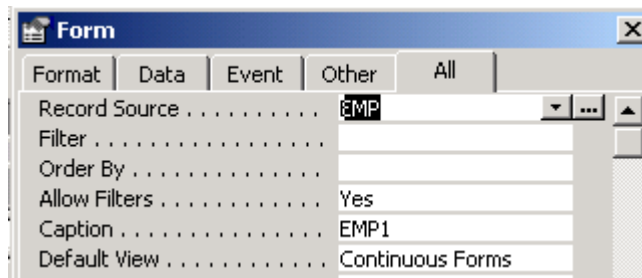 Form
Format Data Event Other All
Record Source . . . . . . . . . . EMP ...
Filter . . . . . . . . . . . . . . . . . .
Order By . . . . . . . . . . . . . .
Allow Filters . . . . . . . . . . . Yes
Caption . . . . . . . . . . . . . . . EMP1
Default View . . . . . . . . . . . . Continuous Forms